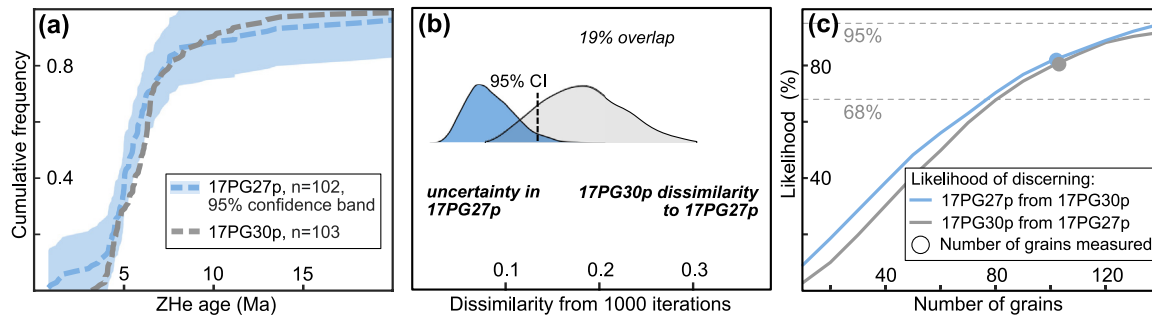 (a)
Cumulative frequency
0.8
0.4
17PG27p, n=102,
95% confidence band
17PG30p, n=103
5
10
15
ZHe age (Ma)
(b)
19% overlap
95% CI
uncertainty in
17PG27p
17PG30p dissimilarity
to 17PG27p
0.1
0.2
0.3
Dissimilarity from 1000 iterations
(c)
Likelihood (%)
95%
80
68%
40
Likelihood of discerning:
17PG27p from 17PG30p
17PG30p from 17PG27p
Number of grains measured
40
80
120
Number of grains